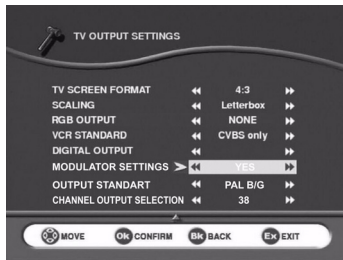 TV OUTPUT SETTINGS
TV SCREEN FORMAT 4:3
SCALING Letterbox
RGB OUTPUT NONE
VCR STANDARD CVBS only
DIGITAL OUTPUT
MODULATOR SETTINGS YES
OUTPUT STANDART PAL B/G
CHANNEL OUTPUT SELECTION 38
MOVE Ok CONFIRM Bk BACK Ex EXIT